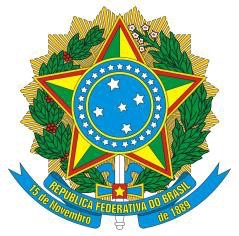 REPÚBLICA FEDERATIVA DO BRASIL
15 de Novembro
de 1889